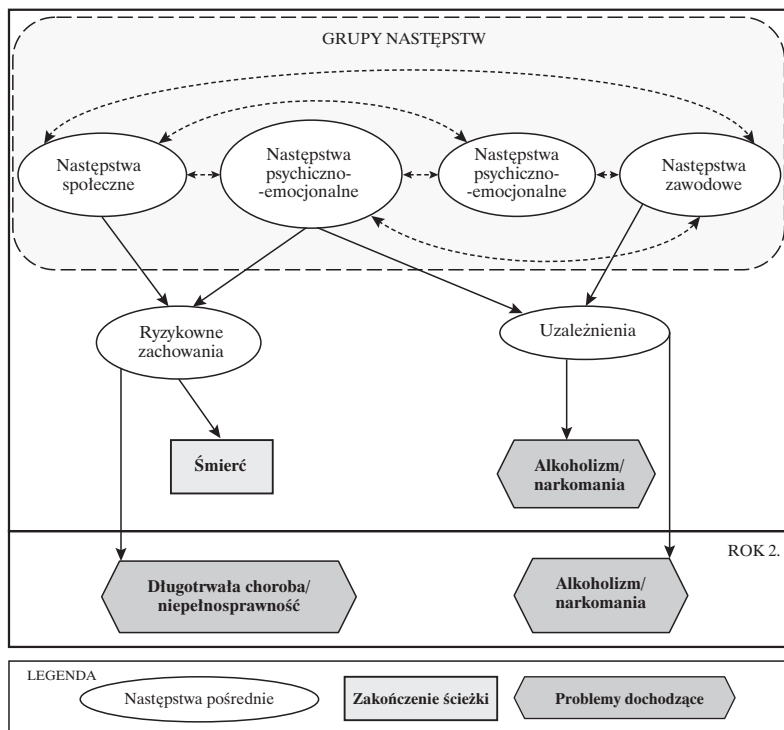 GRUPY NASTĘPSTW
Następstwa
społeczne
Następstwa
psychiczno-
-emocjonalne
Następstwa
psychiczno-
-emocjonalne
Następstwa
zawodowe
Ryzykowne
zachowania
Uzależnienia
Śmierć
Alkoholizm/
narkomania
ROK 2.
Długotrwała choroba/
niepełnosprawność
Alkoholizm/
narkomania
LEGENDA
Następstwa pośrednie
Zakończenie ścieżki
Problemy dochodzące